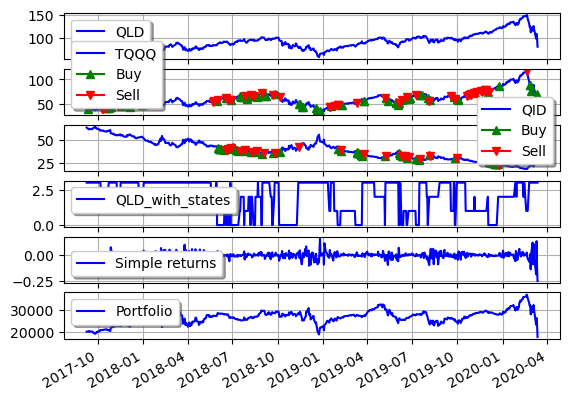 150
100
QLD
TQQQ
Buy
Sell
100
50
QID
Buy
Sell
50
25
2.5
0.0
QLD_with_states
0.00
−0.25
Simple returns
30000
20000
Portfolio
2017-10
2018-01
2018-04
2018-07
2018-10
2019-01
2019-04
2019-07
2019-10
2020-01
2020-04